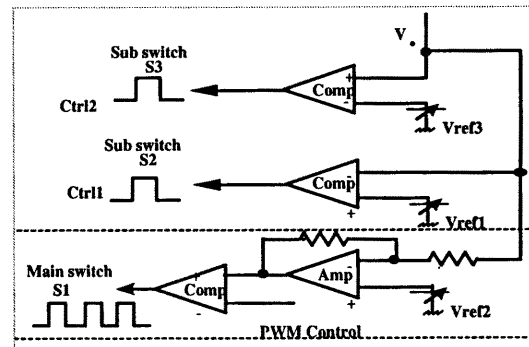 V
Sub switch
S3
+
Comp
-
Ctrl2
Vref3
Sub switch
S2
-
Comp
+
Ctrl1
Vref1
Main switch
S1
+
Comp
-
-
Amp
+
Vref2
PWM Control